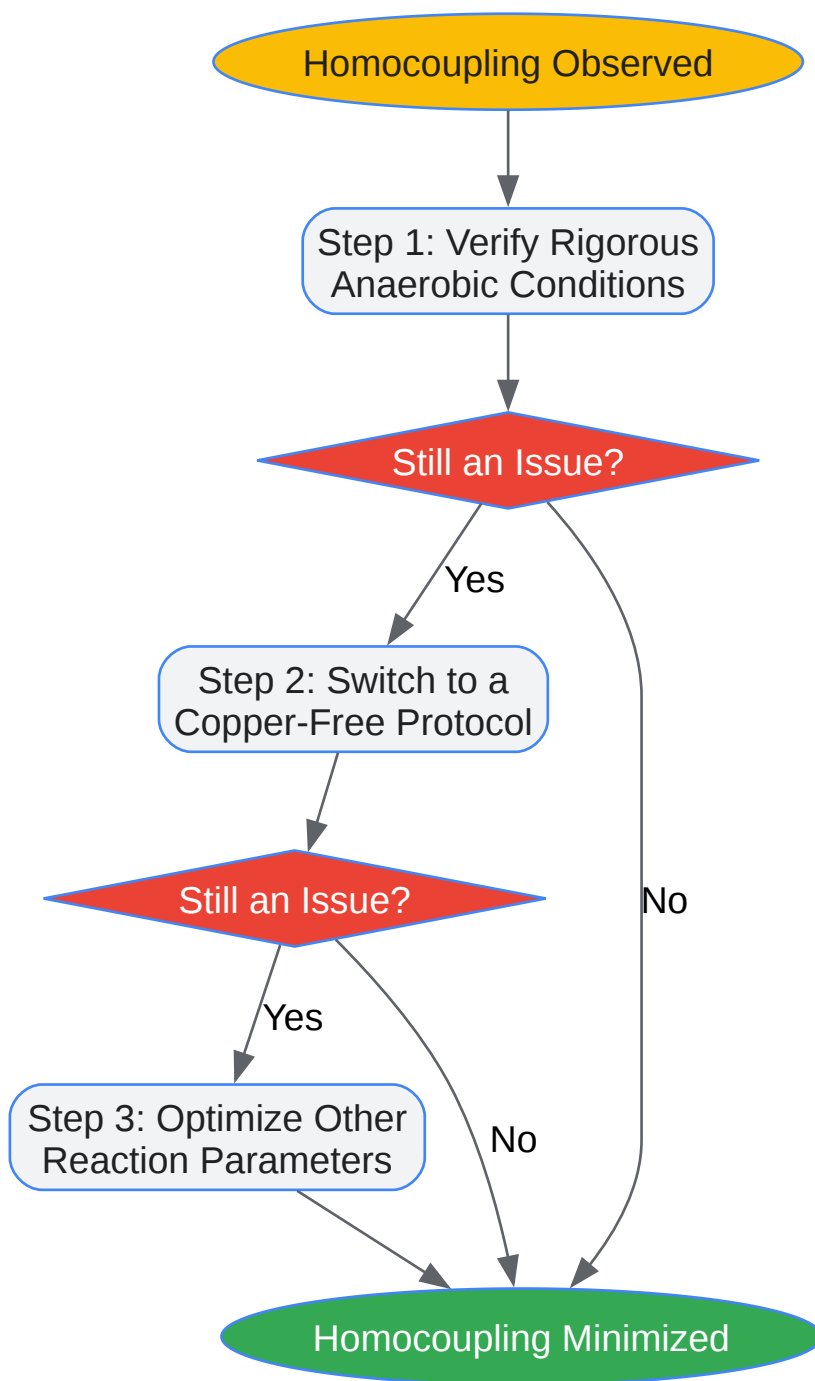 Homocoupling Observed
Step 1: Verify Rigorous
Anaerobic Conditions
Still an Issue?
Yes
Step 2: Switch to a
Copper-Free Protocol
Still an Issue?
No
Yes
Step 3: Optimize Other
Reaction Parameters
No
Homocoupling Minimized